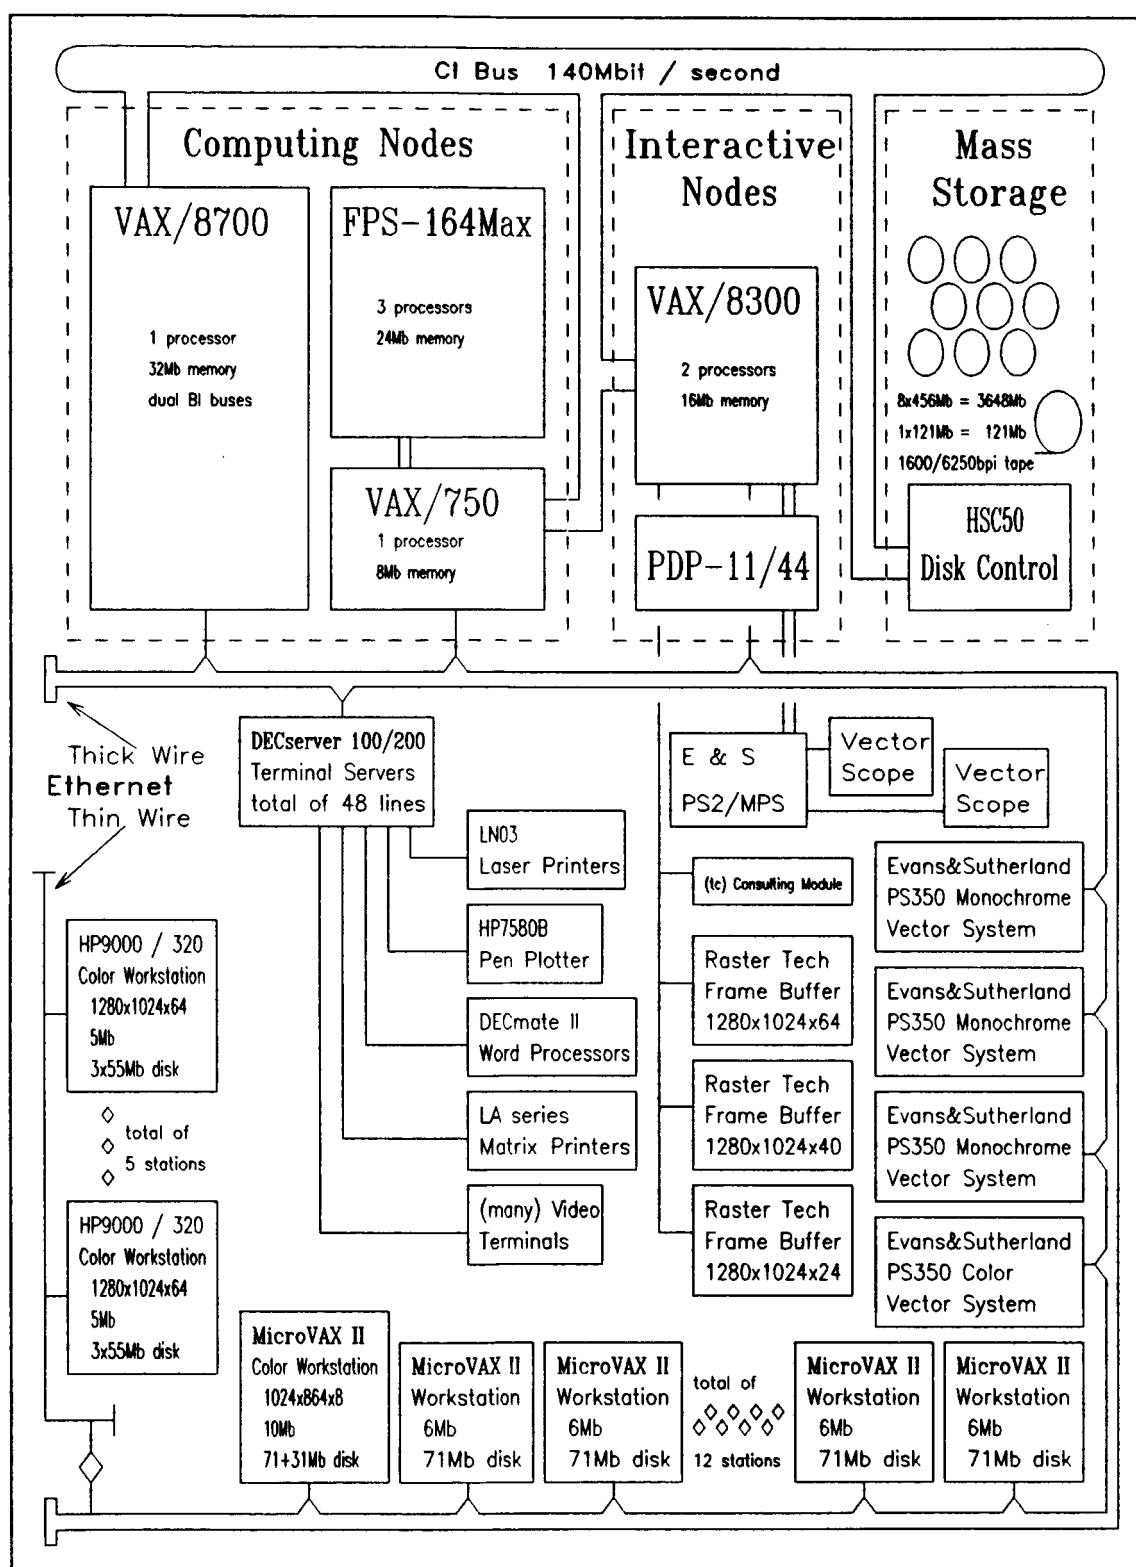 CI Bus 140Mbit / second
Computing Nodes
Interactive
Nodes
Mass
Storage
VAX/8700
1 processor
32Mb memory
dual BI buses
FPS-164Max
3 processors
24Mb memory
VAX/750
1 processor
8Mb memory
VAX/8300
2 processors
16Mb memory
PDP-11/44
8x456Mb = 3648Mb
1x121Mb = 121Mb
1600/6250bpi tape
HSC50
Disk Control
Thick Wire
Ethernet
Thin Wire
DECserver 100/200
Terminal Servers
total of 48 lines
E & S
PS2/MPS
Vector
Scope
Vector
Scope
LN03
Laser Printers
HP7580B
Pen Plotter
DECmate II
Word Processors
LA series
Matrix Printers
(many) Video
Terminals
(tc) Consulting Module
Raster Tech
Frame Buffer
1280x1024x64
Raster Tech
Frame Buffer
1280x1024x40
Raster Tech
Frame Buffer
1280x1024x24
Evans&Sutherland
PS350 Monochrome
Vector System
Evans&Sutherland
PS350 Monochrome
Vector System
Evans&Sutherland
PS350 Monochrome
Vector System
Evans&Sutherland
PS350 Color
Vector System
HP9000 / 320
Color Workstation
1280x1024x64
5Mb
3x55Mb disk
total of
5 stations
HP9000 / 320
Color Workstation
1280x1024x64
5Mb
3x55Mb disk
MicroVAX II
Color Workstation
1024x864x8
10Mb
71+31Mb disk
MicroVAX II
Workstation
6Mb
71Mb disk
MicroVAX II
Workstation
6Mb
71Mb disk
total of
12 stations
MicroVAX II
Workstation
6Mb
71Mb disk
MicroVAX II
Workstation
6Mb
71Mb disk